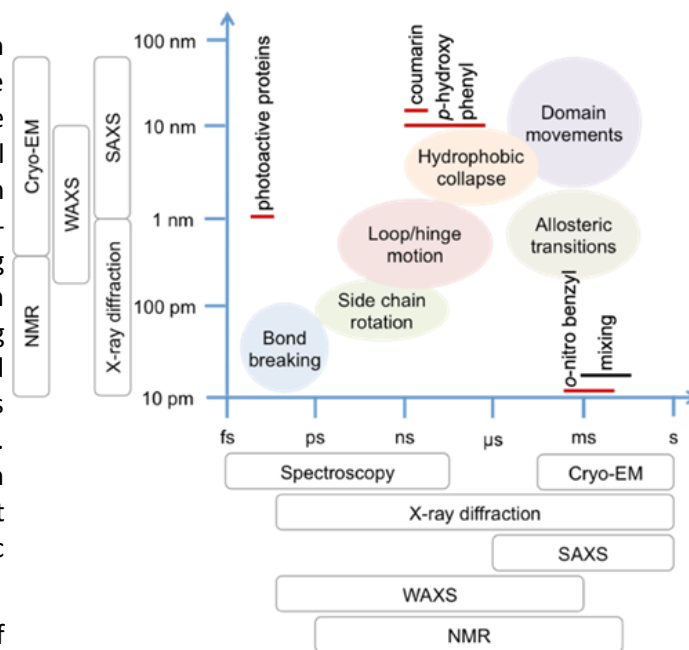 100 nm
10 nm
1 nm
100 pm
10 pm
Cryo-EM
NMR
WAXS
SAXS
X-ray diffraction
photoactive proteins
coumarin
p-hydroxy
phenyl
Domain
movements
Hydrophobic
collapse
Loop/hinge
motion
Allosteric
transitions
Side chain
rotation
Bond
breaking
o-nitro benzyl
mixing
fs
ps
ns
μs
ms
s
Spectroscopy
Cryo-EM
X-ray diffraction
SAXS
WAXS
NMR